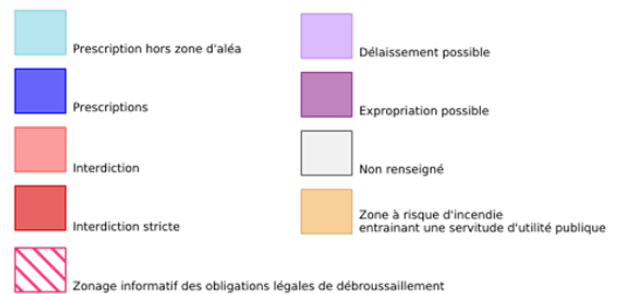 Prescription hors zone d'aléa
Prescriptions
Interdiction
Interdiction stricte
Zonage informatif des obligations légales de débroussaillement
Délaissement possible
Expropriation possible
Non renseigné
Zone à risque d'incendie
entrainant une servitude d'utilité publique